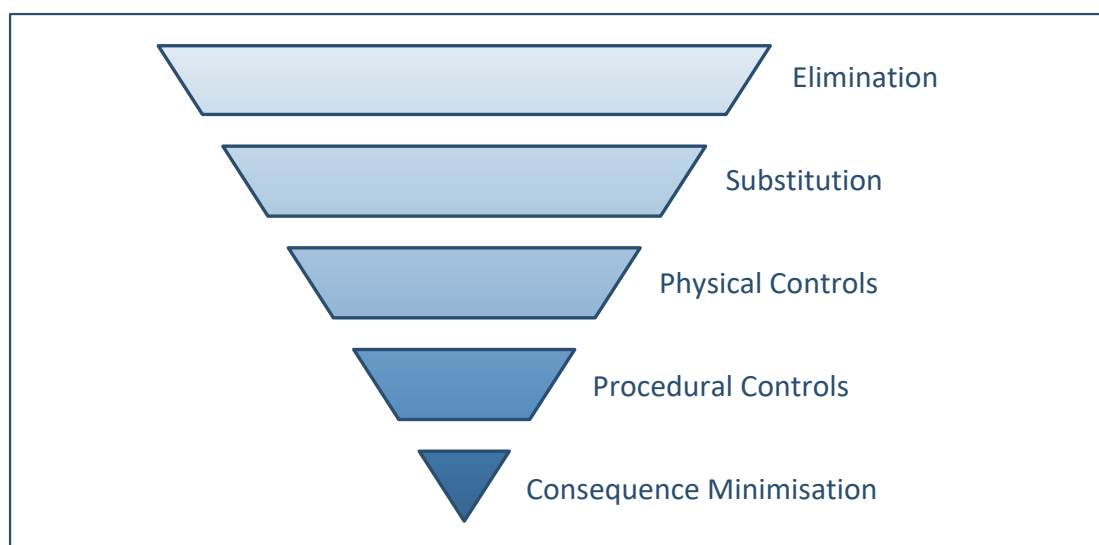 Elimination
Substitution
Physical Controls
Procedural Controls
Consequence Minimisation